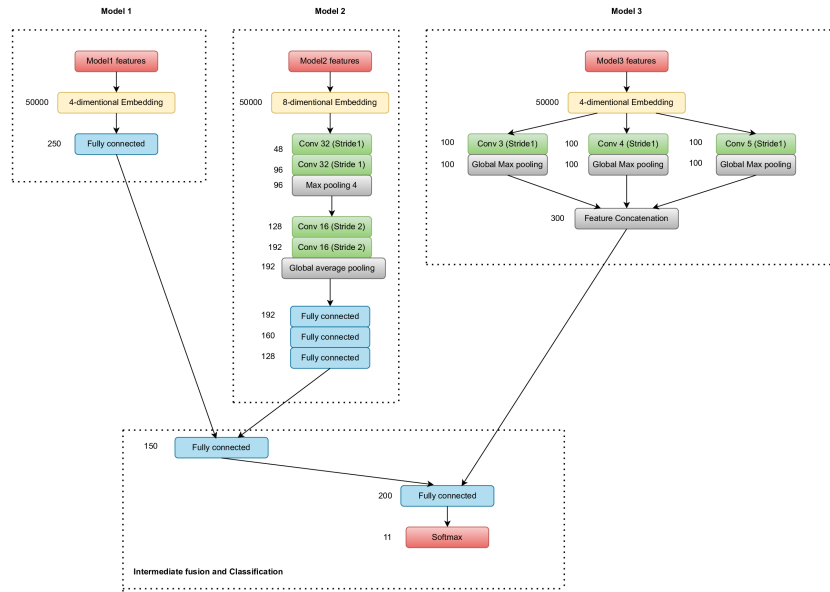 Model 1
Model 2
Model 3
Model1 features
50000
4-dimentional Embedding
250
Fully connected
Model2 features
50000
8-dimentional Embedding
48
Conv 32 (Stride1)
96
Conv 32 (Stride 1)
96
Max pooling 4
128
Conv 16 (Stride 2)
192
Conv 16 (Stride 2)
192
Global average pooling
192
Fully connected
160
Fully connected
128
Fully connected
Model3 features
50000
4-dimentional Embedding
100
Conv 3 (Stride1)
100
Global Max pooling
100
Conv 4 (Stride1)
100
Global Max pooling
100
Conv 5 (Stride1)
100
Global Max pooling
300
Feature Concatenation
150
Fully connected
200
Fully connected
11
Softmax
Intermediate fusion and Classification